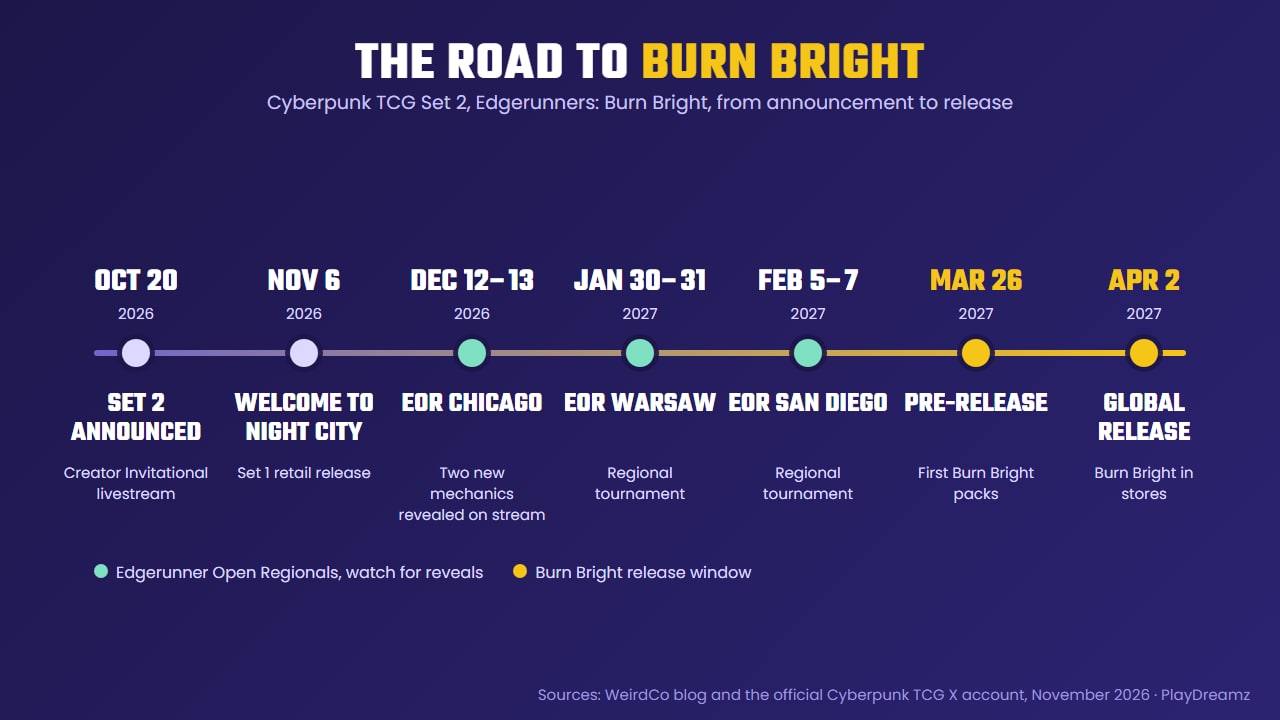 THE ROAD TO BURN BRIGHT
Cyberpunk TCG Set 2, Edgerunners: Burn Bright, from announcement to release
OCT 20
2026
SET 2
ANNOUNCED
Creator Invitational
livestream
NOV 6
2026
WELCOME TO
NIGHT CITY
Set 1 retail release
DEC 12–13
2026
EOR CHICAGO
Two new
mechanics
revealed on stream
JAN 30–31
2027
EOR WARSAW
Regional
tournament
FEB 5–7
2027
EOR SAN DIEGO
Regional
tournament
MAR 26
2027
PRE-RELEASE
First Burn Bright
packs
APR 2
2027
GLOBAL
RELEASE
Burn Bright in
stores
Edgerunner Open Regionals, watch for reveals
Burn Bright release window
Sources: WeirdCo blog and the official Cyberpunk TCG X account, November 2026 · PlayDreamz